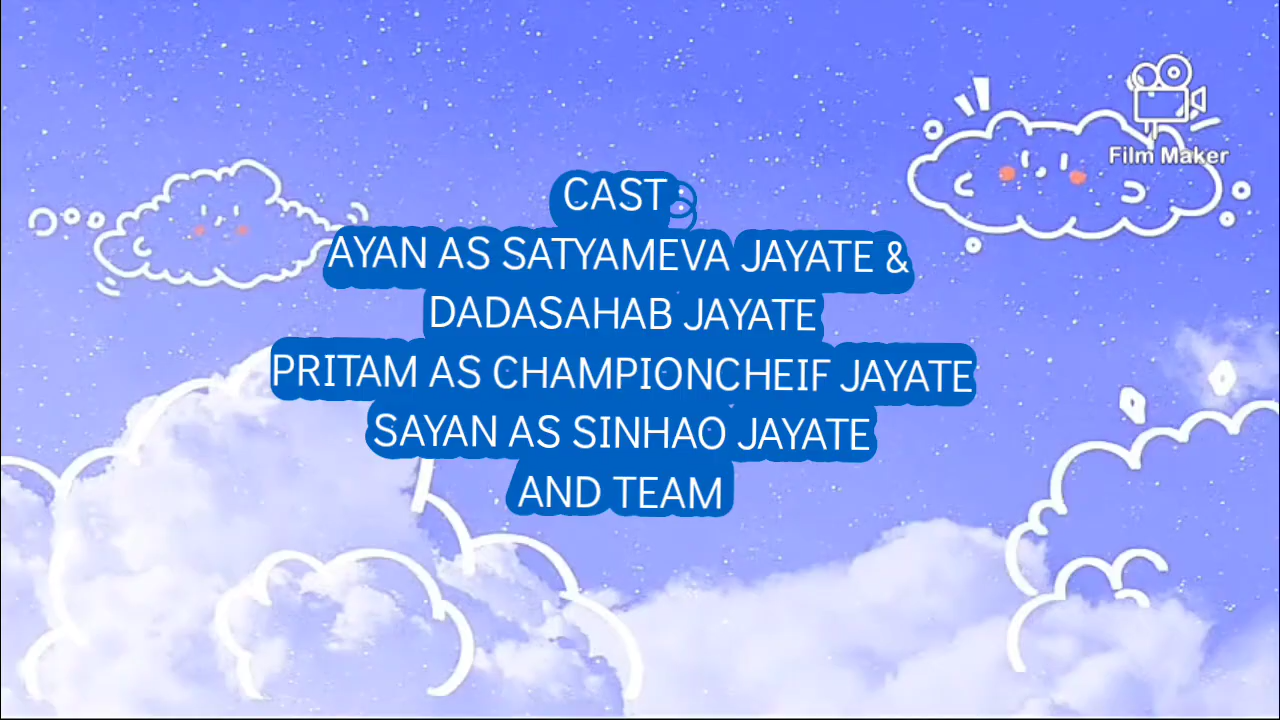 Film Maker
CAST
AYAN AS SATYAMEVA JAYATE &
DADASAHAB JAYATE
PRITAM AS CHAMPIONCHEIF JAYATE
SAYAN AS SINHAO JAYATE
AND TEAM